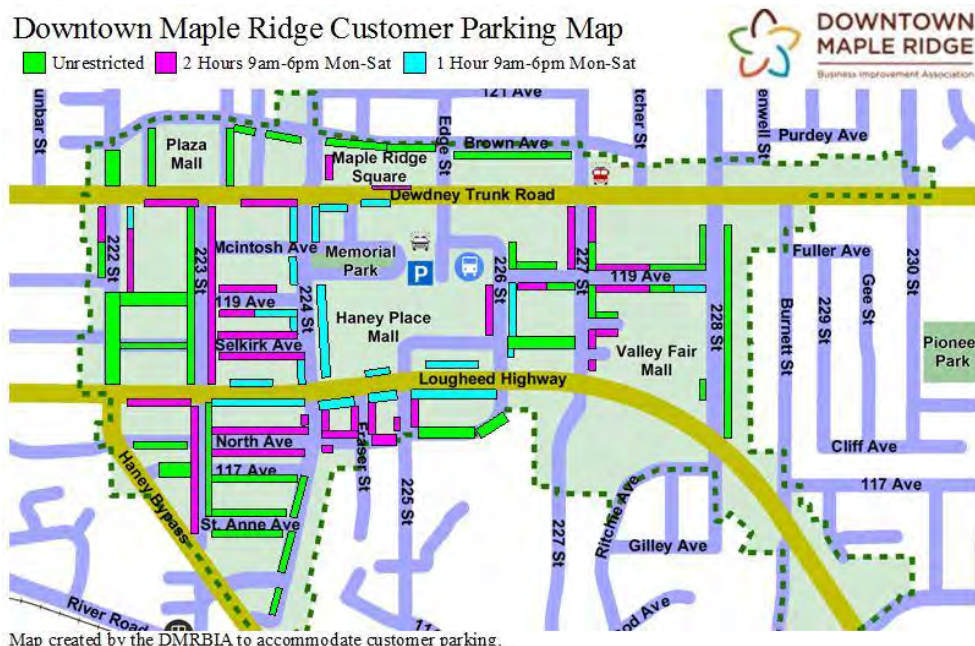 Downtown Maple Ridge Customer Parking Map
Unrestricted 2 Hours 9am-6pm Mon-Sat 1 Hour 9am-6pm Mon-Sat
DOWNTOWN
MAPLE RIDGE
Business Improvement Association
121 Ave
Edge St
Purdey Ave
Plaza
Mall
Brown Ave
Maple Ridge
Square
Dewdney Trunk Road
222 St
223 St
Mcintosh Ave
Memorial
Park
P
224 St
226 St
227 St
119 Ave
228 St
Fuller Ave
230 St
Gee St
229 St
Burnett St
119 Ave
Haney Place
Mall
Selkirk Ave
Valley Fair
Mall
Park
Lougheed Highway
North Ave
Fraser St
Cliff Ave
117 Ave
117 Ave
Haney Bypass
225 St
St. Anne Ave
227 St
Ritchie Ave
Gilley Ave
River Road
Map created by the DMRBIA to accommodate customer parking.